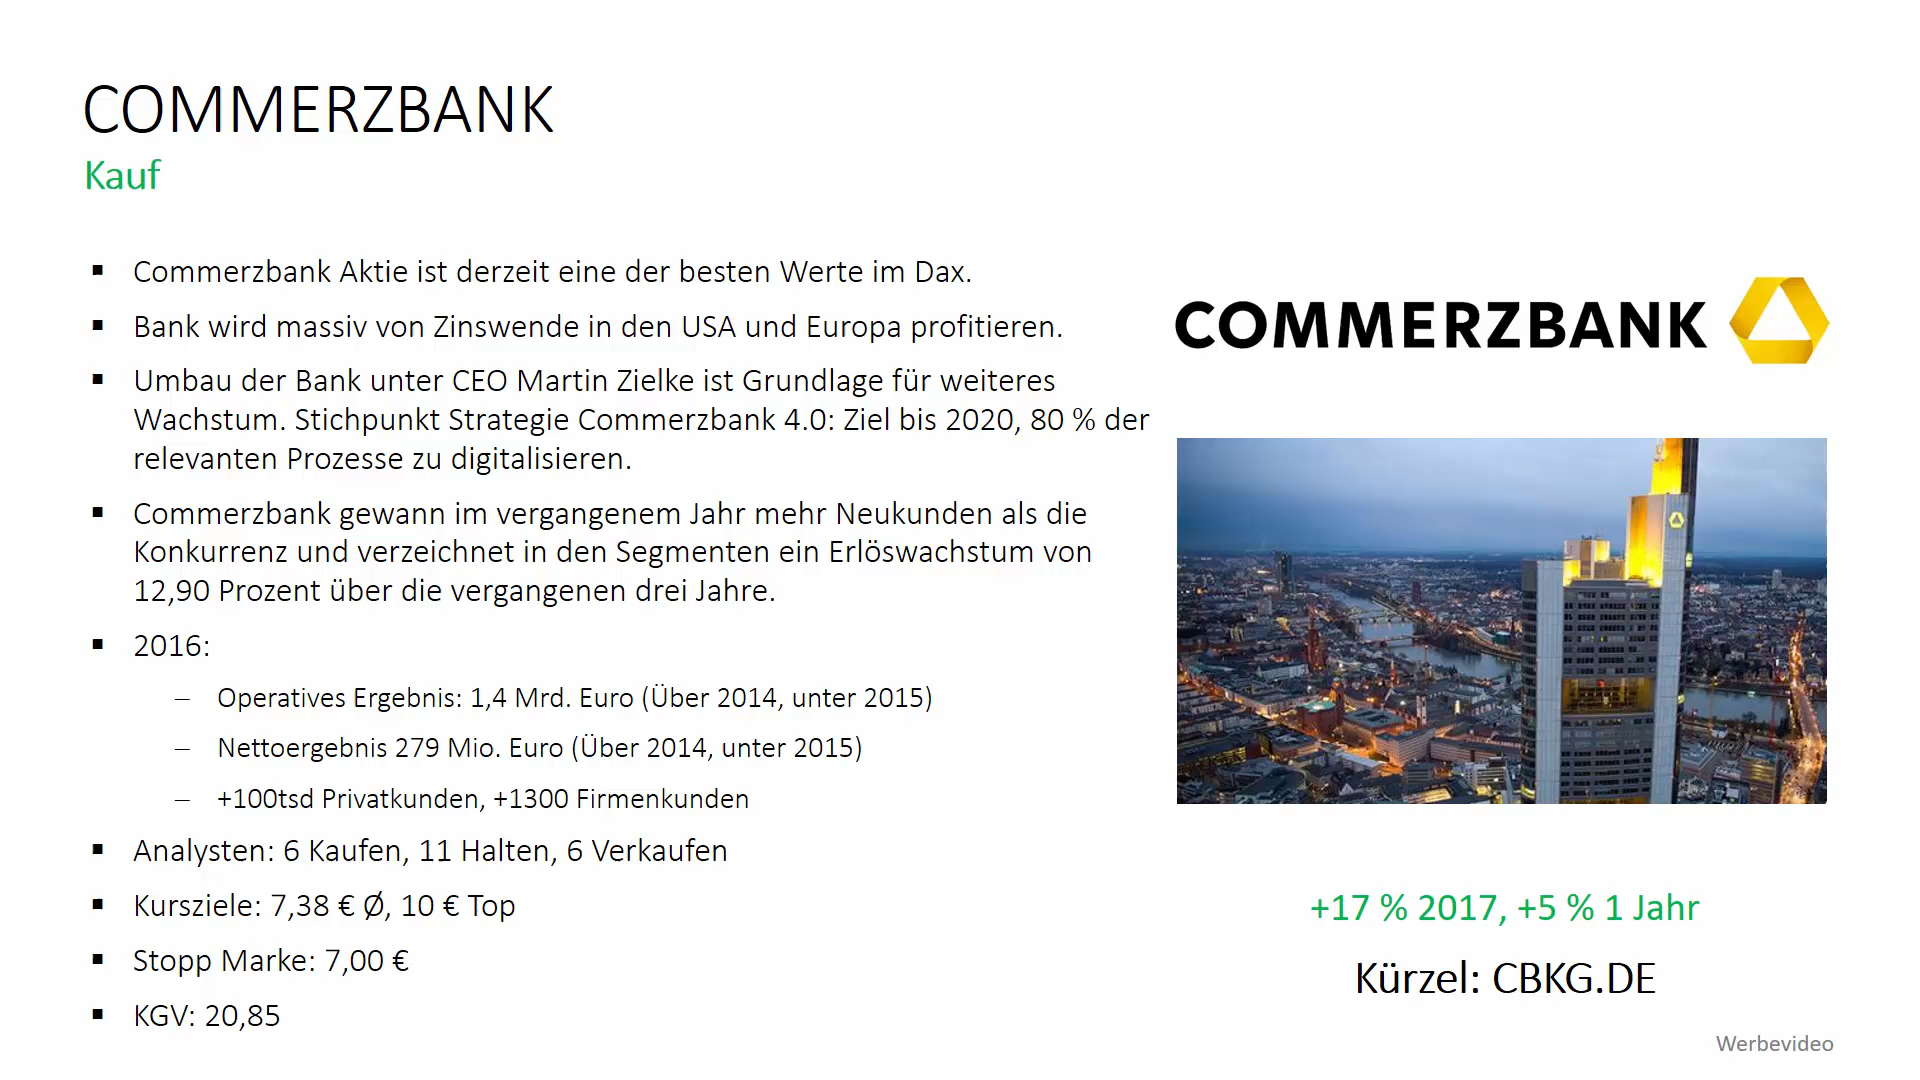 COMMERZBANK
Kauf
▪ Commerzbank Aktie ist derzeit eine der besten Werte im Dax.
▪ Bank wird massiv von Zinswende in den USA und Europa profitieren.
▪ Umbau der Bank unter CEO Martin Zielke ist Grundlage für weiteres
Wachstum. Stichpunkt Strategie Commerzbank 4.0: Ziel bis 2020, 80 % der
relevanten Prozesse zu digitalisieren.
▪ Commerzbank gewann im vergangenem Jahr mehr Neukunden als die
Konkurrenz und verzeichnet in den Segmenten ein Erlöswachstum von
12,90 Prozent über die vergangenen drei Jahre.
▪ 2016:
– Operatives Ergebnis: 1,4 Mrd. Euro (Über 2014, unter 2015)
– Nettoergebnis 279 Mio. Euro (Über 2014, unter 2015)
– +100tsd Privatkunden, +1300 Firmenkunden
▪ Analysten: 6 Kaufen, 11 Halten, 6 Verkaufen
▪ Kursziele: 7,38 € Ø, 10 € Top
▪ Stopp Marke: 7,00 €
▪ KGV: 20,85
COMMERZBANK
+17 % 2017, +5 % 1 Jahr
Kürzel: CBKG.DE
Werbevideo